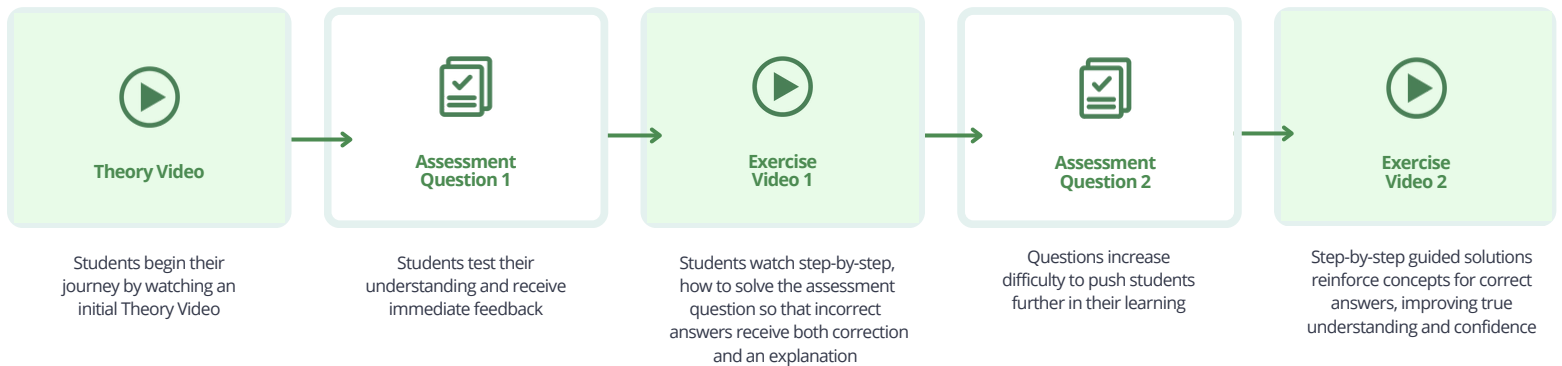 Theory Video
Assessment
Question 1
Exercise
Video 1
Assessment
Question 2
Exercise
Video 2
Students begin their
journey by watching an
initial Theory Video
Students test their
understanding and receive
immediate feedback
Students watch step-by-step,
how to solve the assessment
question so that incorrect
answers receive both correction
and an explanation
Questions increase
difficulty to push students
further in their learning
Step-by-step guided solutions
reinforce concepts for correct
answers, improving true
understanding and confidence